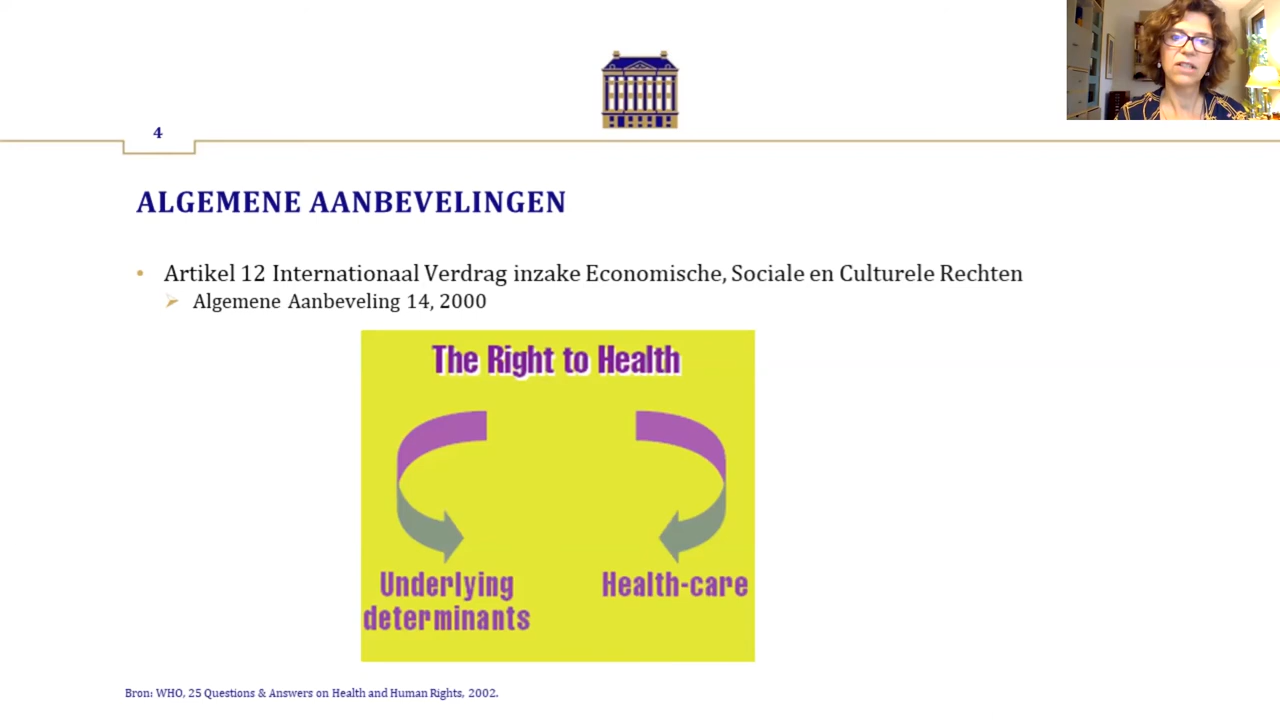 4
ALGEMENE AANBEVELINGEN
• Artikel 12 Internationaal Verdrag inzake Economische, Sociale en Culturele Rechten
➢ Algemene Aanbeveling 14, 2000
The Right to Health
Underlying
determinants
Health-care
Bron: WHO, 25 Questions & Answers on Health and Human Rights, 2002.